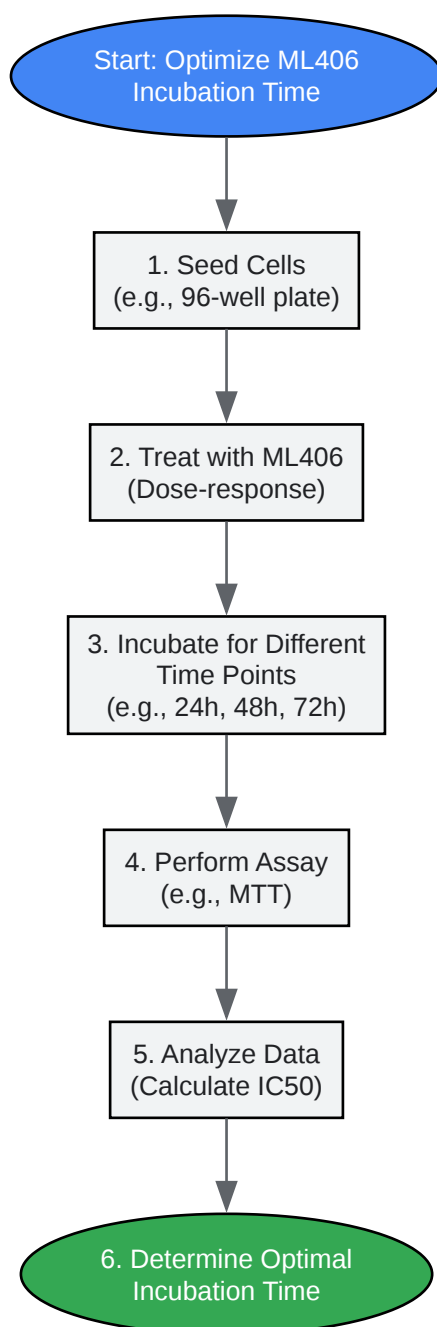 Start: Optimize ML406
Incubation Time
1. Seed Cells
(e.g., 96-well plate)
2. Treat with ML406
(Dose-response)
3. Incubate for Different
Time Points
(e.g., 24h, 48h, 72h)
4. Perform Assay
(e.g., MTT)
5. Analyze Data
(Calculate IC50)
6. Determine Optimal
Incubation Time